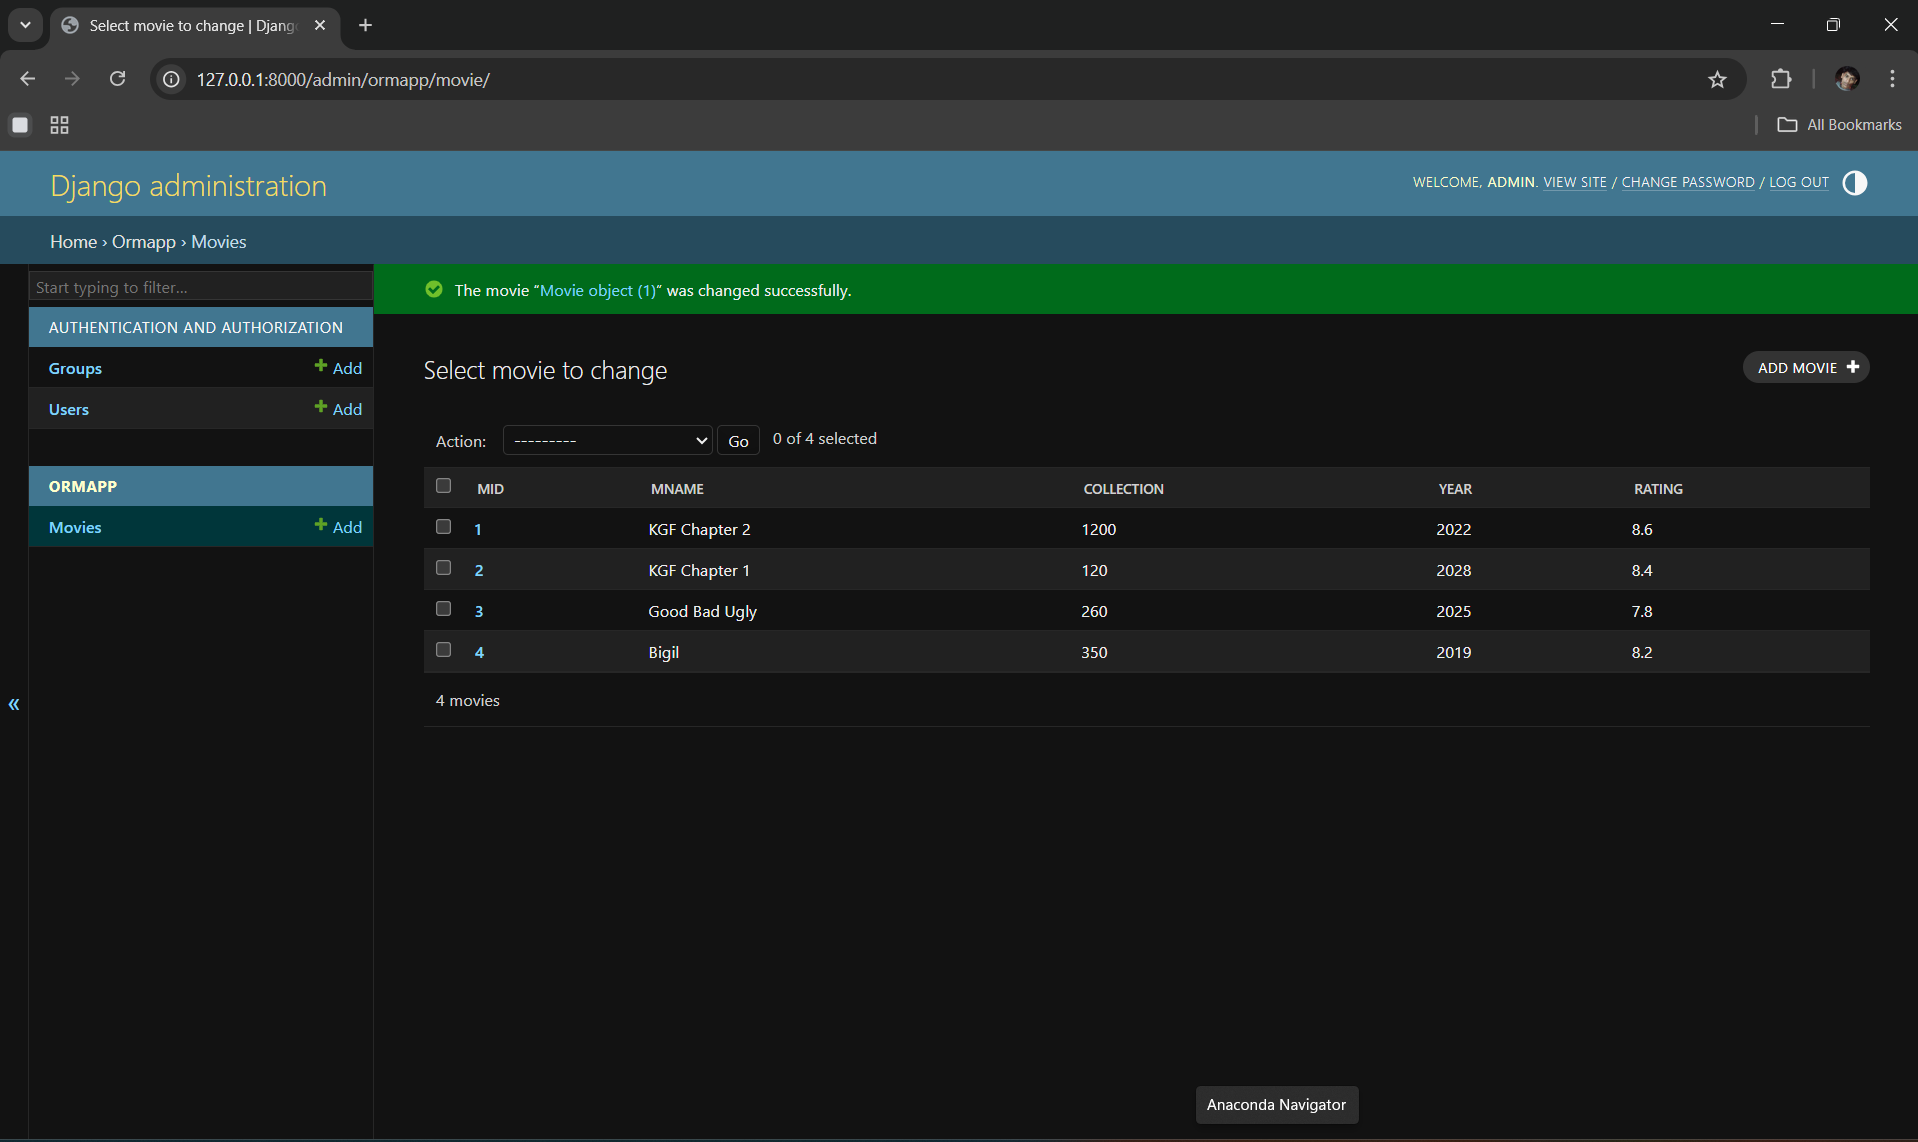 Select movie to change | Djang
127.0.0.1:8000/admin/ormapp/movie/
All Bookmarks
Django administration
WELCOME, ADMIN. VIEW SITE / CHANGE PASSWORD / LOG OUT
Home › Ormapp › Movies
Start typing to filter...
AUTHENTICATION AND AUTHORIZATION
Groups + Add
Users + Add
ORMAPP
Movies + Add
«
The movie “Movie object (1)” was changed successfully.
Select movie to change
ADD MOVIE +
Action: --------- Go 0 of 4 selected
MID MNAME COLLECTION YEAR RATING
1 KGF Chapter 2 1200 2022 8.6
2 KGF Chapter 1 120 2028 8.4
3 Good Bad Ugly 260 2025 7.8
4 Bigil 350 2019 8.2
4 movies
Anaconda Navigator